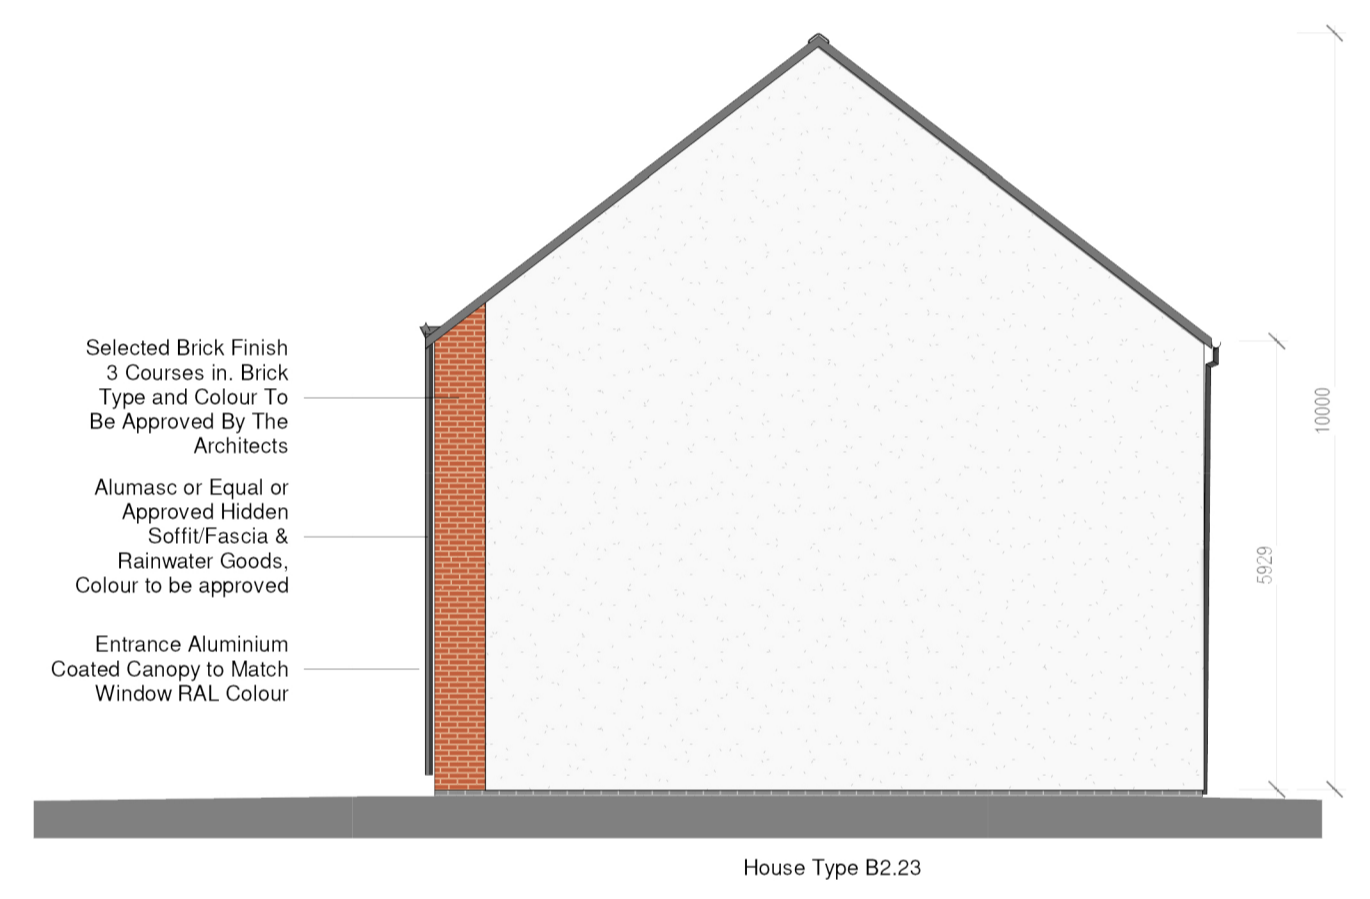 Selected Brick Finish
3 Courses in. Brick
Type and Colour To
Be Approved By The
Architects
Alumasc or Equal or
Approved Hidden
Soffit/Fascia &
Rainwater Goods,
Colour to be approved
Entrance Aluminium
Coated Canopy to Match
Window RAL Colour
10000
5929
House Type B2.23